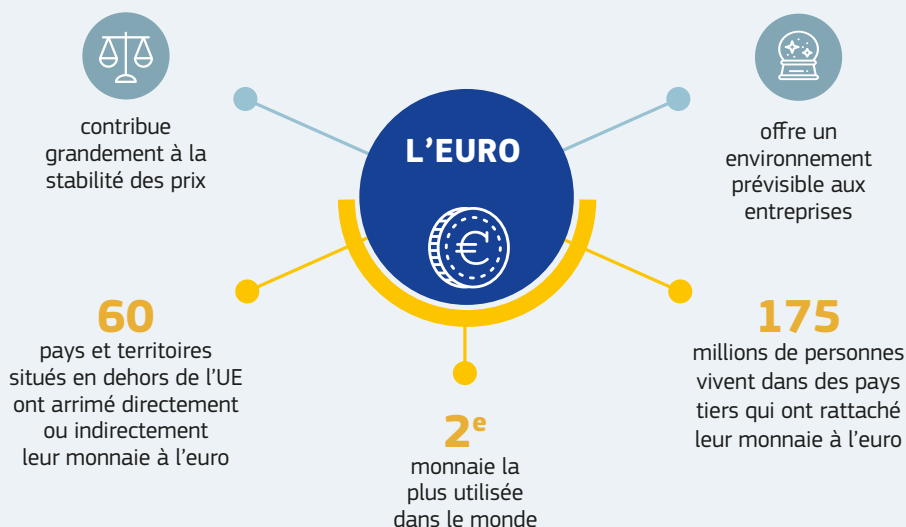 L'EURO
contribue
grandement à la
stabilité des prix
offre un
environnement
prévisible aux
entreprises
60
pays et territoires
situés en dehors de l'UE
ont arrimé directement
ou indirectement
leur monnaie à l'euro
2e
monnaie la
plus utilisée
dans le monde
175
millions de personnes
vivent dans des pays
tiers qui ont rattaché
leur monnaie à l'euro